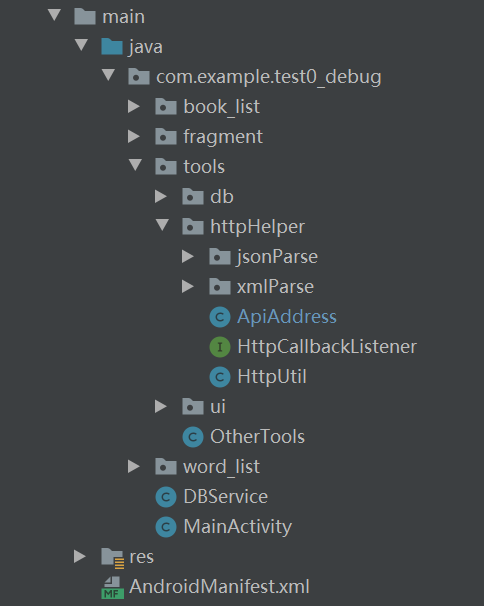 main
java
com.example.test0_debug
book_list
fragment
tools
db
httpHelper
jsonParse
xmlParse
C ApiAddress
I HttpCallbackListener
C HttpUtil
ui
C OtherTools
word_list
C DBService
C MainActivity
res
MF AndroidManifest.xml